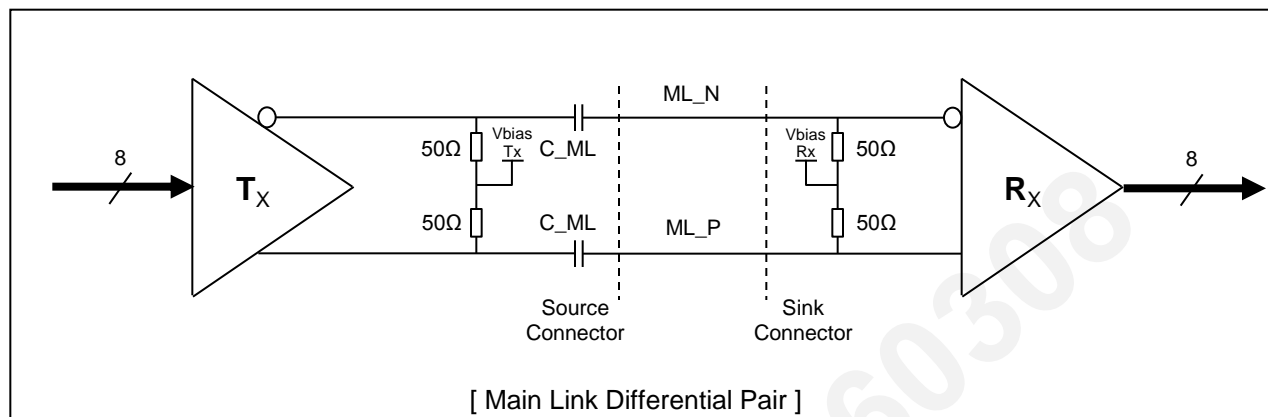 ML_N
Vbias
Tx
50Ω
C_ML
Vbias
Rx
50Ω
8
TX
RX
8
50Ω
C_ML
ML_P
50Ω
Source
Connector
Sink
Connector
60308
[ Main Link Differential Pair ]